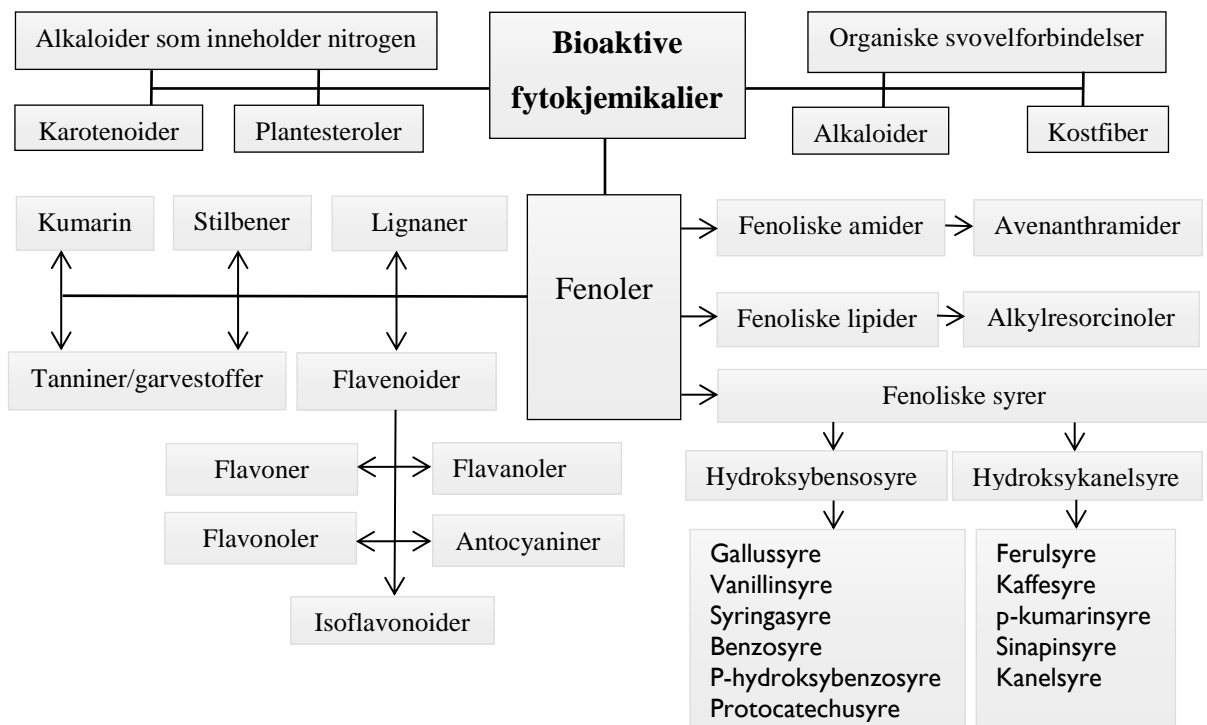 Alkaloider som inneholder nitrogen
Bioaktive
fytokjemikalier
Organiske svovelforbindelser
Karotenoider
Plantesteroler
Alkaloider
Kostfiber
Kumarin
Stilbener
Lignaner
Fenoler
Fenoliske amider
Avenanthramider
Fenoliske lipider
Alkylresorcinoler
Tanniner/garvestoffer
Flavenoider
Fenoliske syrer
Flavoner
Flavanoler
Hydroksybensosyre
Hydroksykanelsyre
Flavonoler
Antocyaniner
Isoflavonoider
Gallussyre
Vanillinsyre
Syringasyre
Benzosyre
P-hydroksybenzosyre
Protocatechusyre
Ferulsyre
Kaffesyre
p-kumarinsyre
Sinapinsyre
Kanelsyre